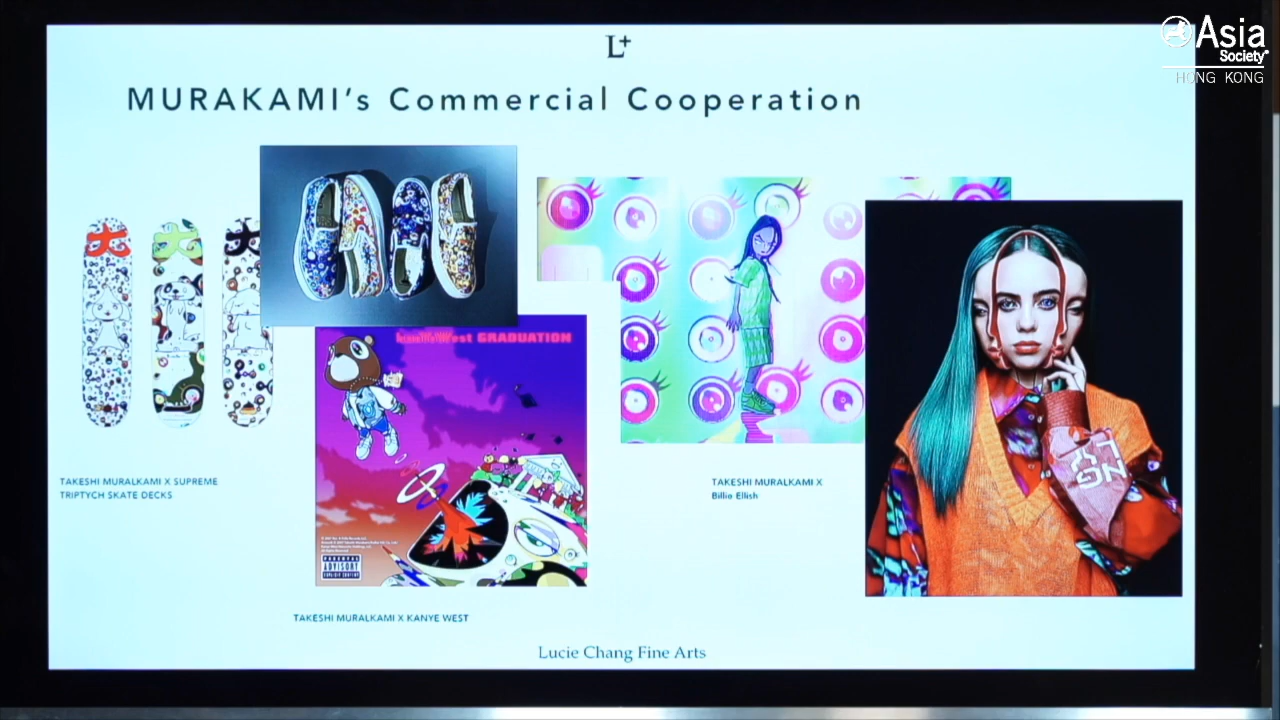 L+
Asia
Society
HONG KONG
MURAKAMI's Commercial Cooperation
West GRADUATION
PARENTAL
ADVISORY
EXPLICIT CONTENT
TAKESHI MURALKAMI X SUPREME
TRIPTYCH SKATE DECKS
TAKESHI MURALKAMI X
Billie Ellish
TAKESHI MURALKAMI X KANYE WEST
Lucie Chang Fine Arts